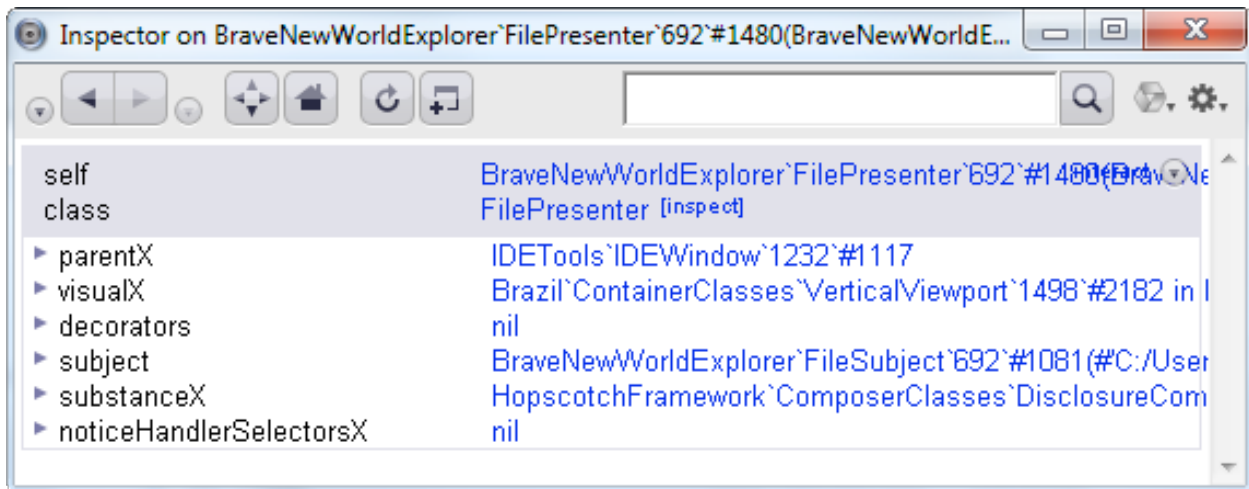 Inspector on BraveNewWorldExplorer`FilePresenter`692`#1480(BraveNewWorldE...
self BraveNewWorldExplorer`FilePresenter`692`#1480(BraveNe
class FilePresenter [inspect]
parentX IDETools`IDEWindow`1232`#1117
visualX Brazil`ContainerClasses`VerticalViewport`1498`#2182 in
decorators nil
subject BraveNewWorldExplorer`FileSubject`692`#1081(#'C:/User
substanceX HopscotchFramework`ComposerClasses`DisclosureCom
noticeHandlerSelectorsX nil